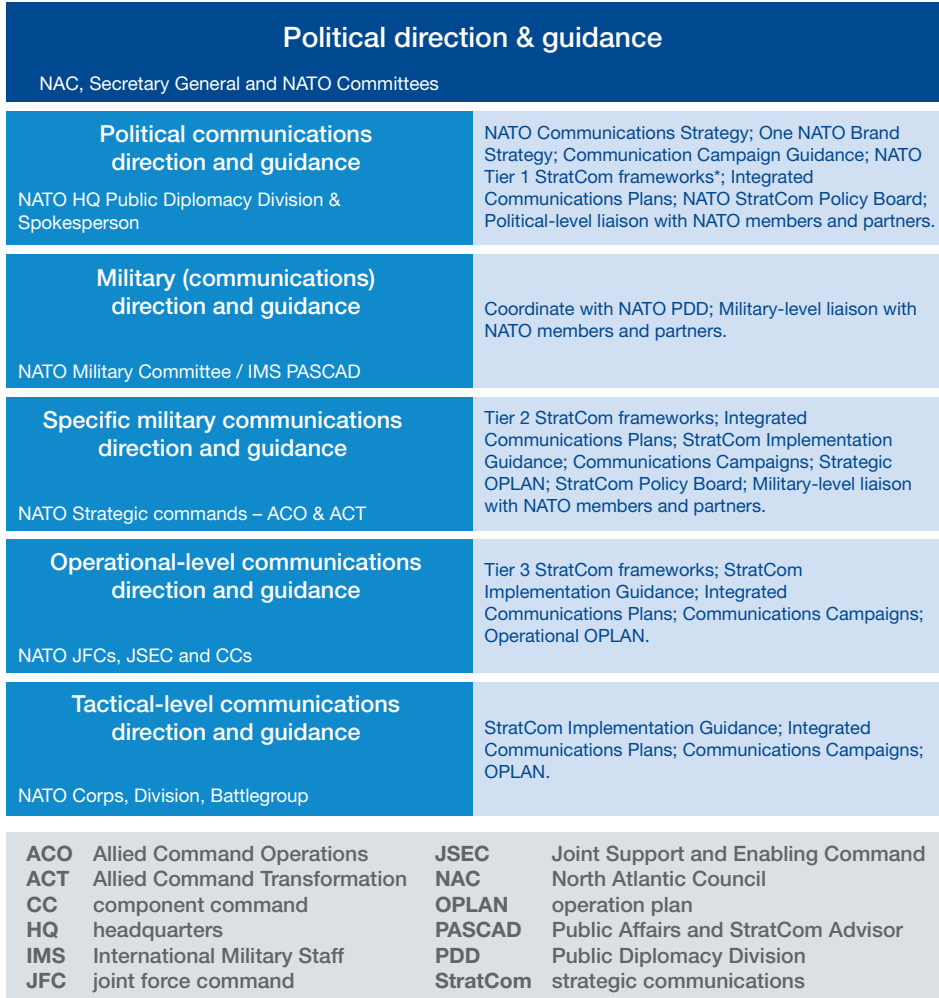 Political direction & guidance
NAC, Secretary General and NATO Committees
Political communications
direction and guidance
NATO HQ Public Diplomacy Division &
Spokesperson
NATO Communications Strategy; One NATO Brand
Strategy; Communication Campaign Guidance; NATO
Tier 1 StratCom frameworks*; Integrated
Communications Plans; NATO StratCom Policy Board;
Political-level liaison with NATO members and partners.
Military (communications)
direction and guidance
NATO Military Committee / IMS PASCAD
Coordinate with NATO PDD; Military-level liaison with
NATO members and partners.
Specific military communications
direction and guidance
NATO Strategic commands – ACO & ACT
Tier 2 StratCom frameworks; Integrated
Communications Plans; StratCom Implementation
Guidance; Communications Campaigns; Strategic
OPLAN; StratCom Policy Board; Military-level liaison
with NATO members and partners.
Operational-level communications
direction and guidance
NATO JFCs, JSEC and CCs
Tier 3 StratCom frameworks; StratCom
Implementation Guidance; Integrated
Communications Plans; Communications Campaigns;
Operational OPLAN.
Tactical-level communications
direction and guidance
NATO Corps, Division, Battlegroup
StratCom Implementation Guidance; Integrated
Communications Plans; Communications Campaigns;
OPLAN.
ACO Allied Command Operations
ACT Allied Command Transformation
CC component command
HQ headquarters
IMS International Military Staff
JFC joint force command
JSEC Joint Support and Enabling Command
NAC North Atlantic Council
OPLAN operation plan
PASCAD Public Affairs and StratCom Advisor
PDD Public Diplomacy Division
StratCom strategic communications